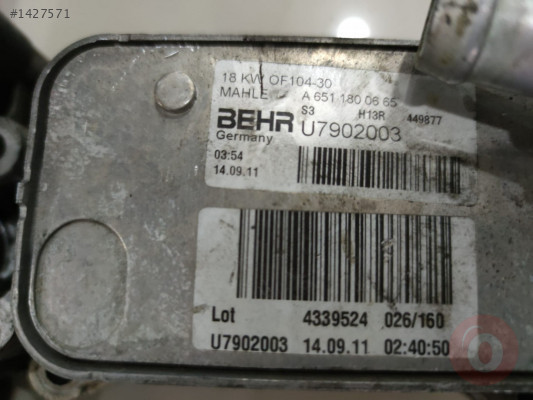 #1427571
18 KW OF104-30
MAHLE A 651 180 06 65
S3 H13R 449877
BEHR U7902003
Germany
03:54
14.09.11
Lot 4339524 026/160
U7902003 14.09.11 02:40:50